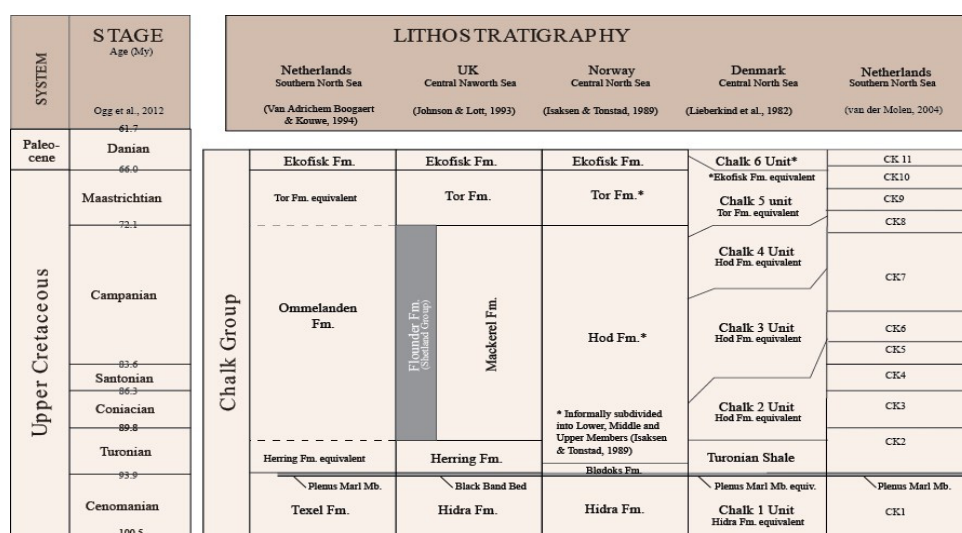 SYSTEM
STAGE
Age (My)
Ogg et al., 2012
LITHOSTRATIGRAPHY
Netherlands
Southern North Sea
(Van Adrichem Boogaert
& Kouwe, 1994)
UK
Central Naworth Sea
(Johnson & Lott, 1993)
Norway
Central North Sea
(Isaksen & Tonstad, 1989)
Denmark
Central North Sea
(Lieberkind et al., 1982)
Netherlands
Southern North Sea
(van der Molen, 2004)
Paleo-
cene
Upper Cretaceous
61.7
Danian
66.0
Maastrichtian
72.1
Campanian
83.6
Santonian
86.3
Coniacian
89.8
Turonian
93.9
Cenomanian
100.5
Chalk Group
Ekofisk Fm.
Tor Fm. equivalent
Ommelanden
Fm.
Herring Fm. equivalent
Plenus Marl Mb.
Texel Fm.
Ekofisk Fm.
Tor Fm.
Flounder Fm.
(Shetland Group)
Mackerel Fm.
Herring Fm.
Black Band Bed
Hidra Fm.
Ekofisk Fm.
Tor Fm.*
Hod Fm.*
* Informally subdivided
into Lower, Middle and
Upper Members (Isaksen
& Tonstad, 1989)
Blødoks Fm.
Hidra Fm.
Chalk 6 Unit*
*Ekofisk Fm. equivalent
Chalk 5 unit
Tor Fm. equivalent
Chalk 4 Unit
Hod Fm. equivalent
Chalk 3 Unit
Hod Fm. equivalent
Chalk 2 Unit
Hod Fm. equivalent
Turonian Shale
Plenus Marl Mb. equiv.
Chalk 1 Unit
Hidra Fm. equivalent
CK 11
CK10
CK9
CK8
CK7
CK6
CK5
CK4
CK3
CK2
Plenus Marl Mb.
CK1